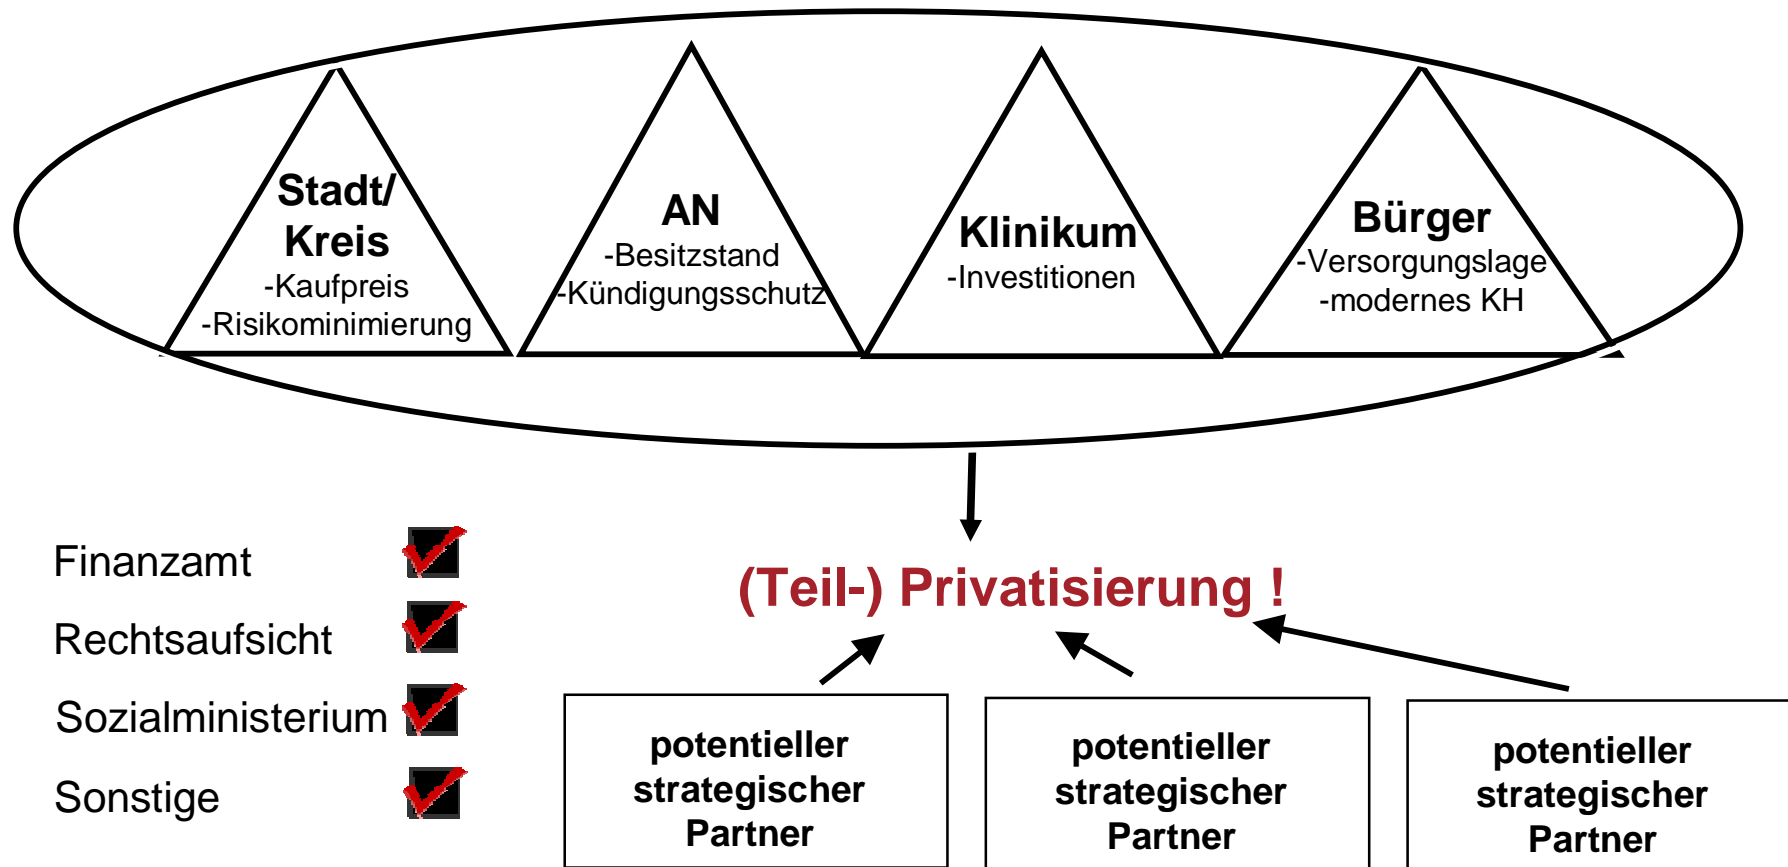 Stadt/
Kreis
-Kaufpreis
-Risikominimierung
AN
-Besitzstand
-Kündigungsschutz
Klinikum
-Investitionen
Bürger
-Versorgungslage
-modernes KH
(Teil-) Privatisierung !
Finanzamt
Rechtsaufsicht
Sozialministerium
Sonstige
potentieller
strategischer
Partner
potentieller
strategischer
Partner
potentieller
strategischer
Partner